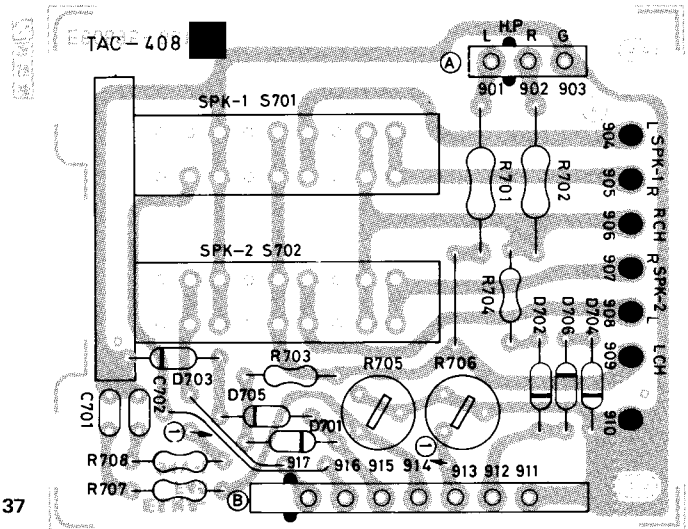 TAC-408
H.P
L R G
A
901 902 903
SPK-1 S701
R701
R702
904
L
SPK-1
905
R
906
RCH
SPK-2 S702
907
R
SPK-2
908
L
R704
D702
D706
D704
909
LCH
910
D703
R703
R705
R706
C701
C702
D705
D701
R708
R707
917 916 915 914 913 912 911
B
37